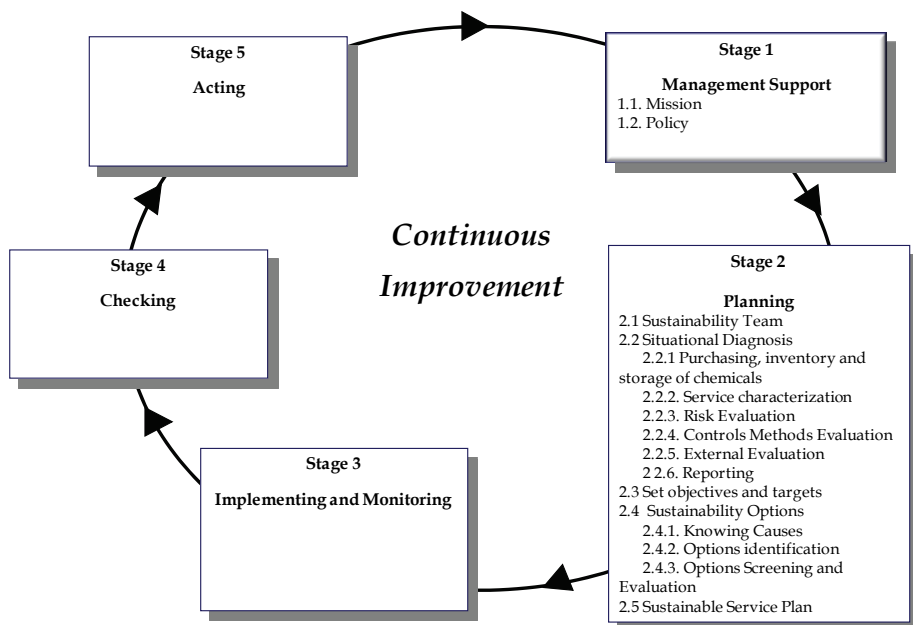 Stage 5
Acting
Stage 1
Management Support
1.1. Mission
1.2. Policy
Continuous
Improvement
Stage 4
Checking
Stage 2
Planning
2.1 Sustainability Team
2.2 Situational Diagnosis
2.2.1 Purchasing, inventory and
storage of chemicals
2.2.2. Service characterization
2.2.3. Risk Evaluation
2.2.4. Controls Methods Evaluation
2.2.5. External Evaluation
2 2.6. Reporting
2.3 Set objectives and targets
2.4 Sustainability Options
2.4.1. Knowing Causes
2.4.2. Options identification
2.4.3. Options Screening and
Evaluation
2.5 Sustainable Service Plan
Stage 3
Implementing and Monitoring